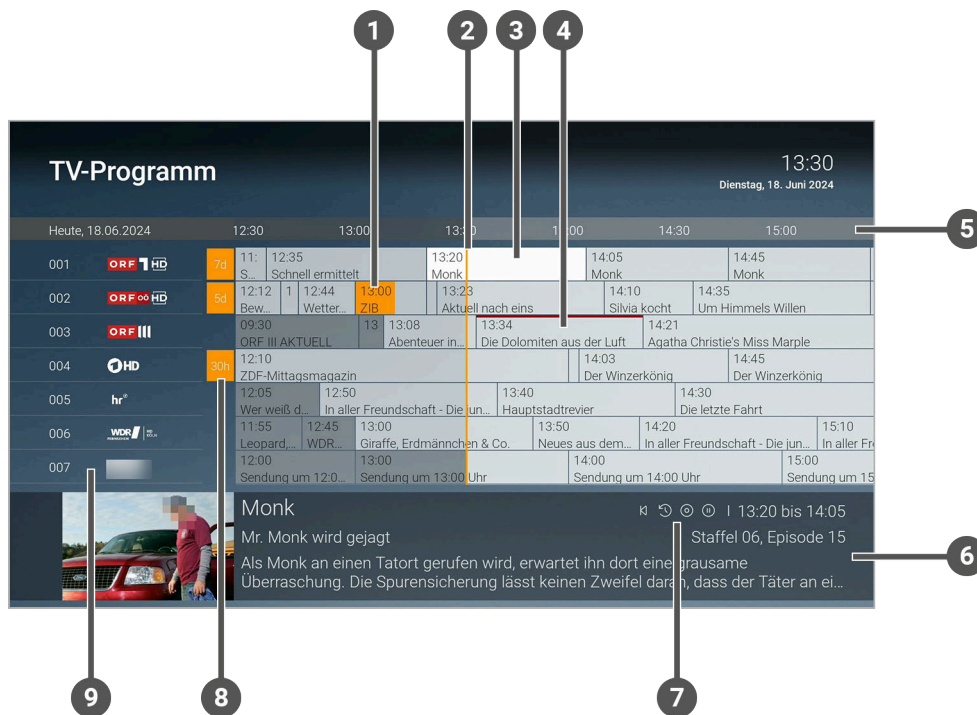 1 2 3 4
TV-Programm
13:30
Dienstag, 18. Juni 2024
Heute, 18.06.2024 12:30 13:00 13:30 14:00 14:30 15:00
5
001 ORF 1 HD 7d
11: 12:35 13:20 14:05 14:45
S... Schnell ermittelt Monk Monk Monk
002 ORF oö HD 5d
12:12 1 12:44 13:00 13:23 14:10 14:35
Bew... Wetter... ZIB Aktuell nach eins Silvia kocht Um Himmels Willen
003 ORF III
09:30 13 13:08 13:34 14:21
ORF III AKTUELL Abenteuer in... Die Dolomiten aus der Luft Agatha Christie's Miss Marple
004 1 HD 30h
12:10 14:03 14:45
ZDF-Mittagsmagazin Der Winzerkönig Der Winzerkönig
005 hr
12:05 12:50 13:40 14:30
Wer weiß d... In aller Freundschaft - Die jun... Hauptstadtrevier Die letzte Fahrt
006 WDR HD KÖLN
11:55 12:45 13:00 13:50 14:20 15:10
Leopard,... WDR... Giraffe, Erdmännchen & Co. Neues aus dem... In aller Freundschaft - Die jun... In aller Fr
007
12:00 13:00 14:00 15:00
Sendung um 12:0... Sendung um 13:00 Uhr Sendung um 14:00 Uhr Sendung um 15
Monk
13:20 bis 14:05
Mr. Monk wird gejagt
Staffel 06, Episode 15
Als Monk an einen Tatort gerufen wird, erwartet ihn dort eine grausame
Überraschung. Die Spurensicherung lässt keinen Zweifel daran, dass der Täter an ei...
6
9 8 7